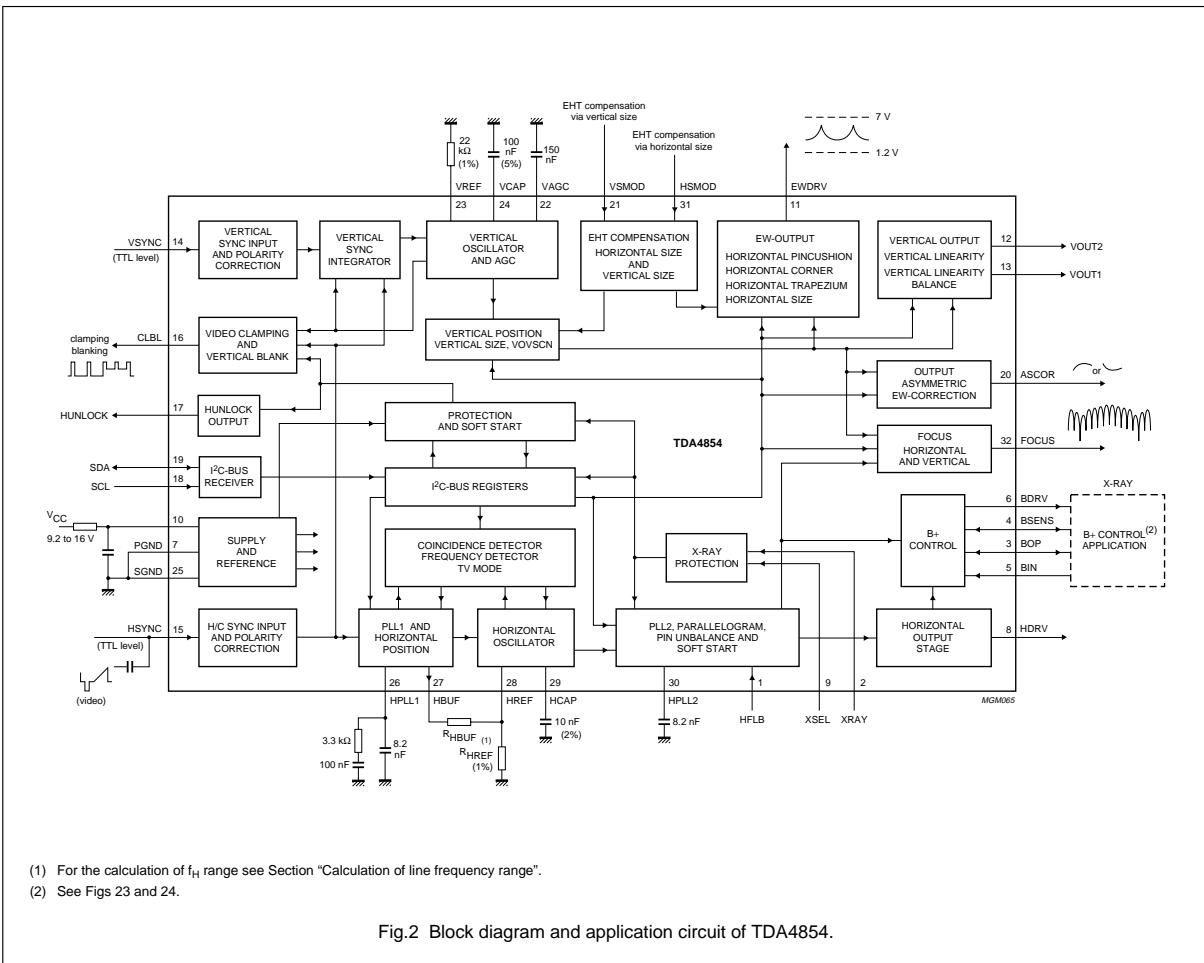 EHT compensation
via vertical size
EHT compensation
via horizontal size
7 V
1.2 V
22
kΩ
(1%)
100
nF
(5%)
150
nF
VREF
VCAP
VAGC
VSMOD
HSMOD
EWDRV
23
24
22
21
31
11
VSYNC
(TTL level)
14
VERTICAL
SYNC INPUT
AND POLARITY
CORRECTION
VERTICAL
SYNC
INTEGRATOR
VERTICAL
OSCILLATOR
AND AGC
EHT COMPENSATION
HORIZONTAL SIZE
AND
VERTICAL SIZE
EW-OUTPUT
HORIZONTAL PINCUSHION
HORIZONTAL CORNER
HORIZONTAL TRAPEZIUM
HORIZONTAL SIZE
VERTICAL OUTPUT
VERTICAL LINEARITY
VERTICAL LINEARITY
BALANCE
12
VOUT2
13
VOUT1
clamping
blanking
CLBL
16
VIDEO CLAMPING
AND
VERTICAL BLANK
VERTICAL POSITION
VERTICAL SIZE, VOVSCN
OUTPUT
ASYMMETRIC
EW-CORRECTION
20
ASCOR
or
HUNLOCK
17
HUNLOCK
OUTPUT
PROTECTION
AND SOFT START
TDA4854
FOCUS
HORIZONTAL
AND VERTICAL
32
FOCUS
SDA
19
SCL
18
I2C-BUS
RECEIVER
I2C-BUS REGISTERS
X-RAY
6
BDRV
4
BSENS
3
BOP
5
BIN
B+
CONTROL
B+ CONTROL(2)
APPLICATION
VCC
9.2 to 16 V
10
PGND
7
SGND
25
SUPPLY
AND
REFERENCE
COINCIDENCE DETECTOR
FREQUENCY DETECTOR
TV MODE
X-RAY
PROTECTION
HSYNC
(TTL level)
15
(video)
H/C SYNC INPUT
AND POLARITY
CORRECTION
PLL1 AND
HORIZONTAL
POSITION
HORIZONTAL
OSCILLATOR
PLL2, PARALLELOGRAM,
PIN UNBALANCE AND
SOFT START
HORIZONTAL
OUTPUT
STAGE
8
HDRV
26
27
28
29
30
1
9
2
MGM065
HPLL1
HBUF
HREF
HCAP
HPLL2
HFLB
XSEL
XRAY
3.3 kΩ
100 nF
8.2
nF
RHBUF (1)
RHREF
(1%)
10 nF
(2%)
8.2 nF
(1) For the calculation of fH range see Section “Calculation of line frequency range”.
(2) See Figs 23 and 24.
Fig.2 Block diagram and application circuit of TDA4854.